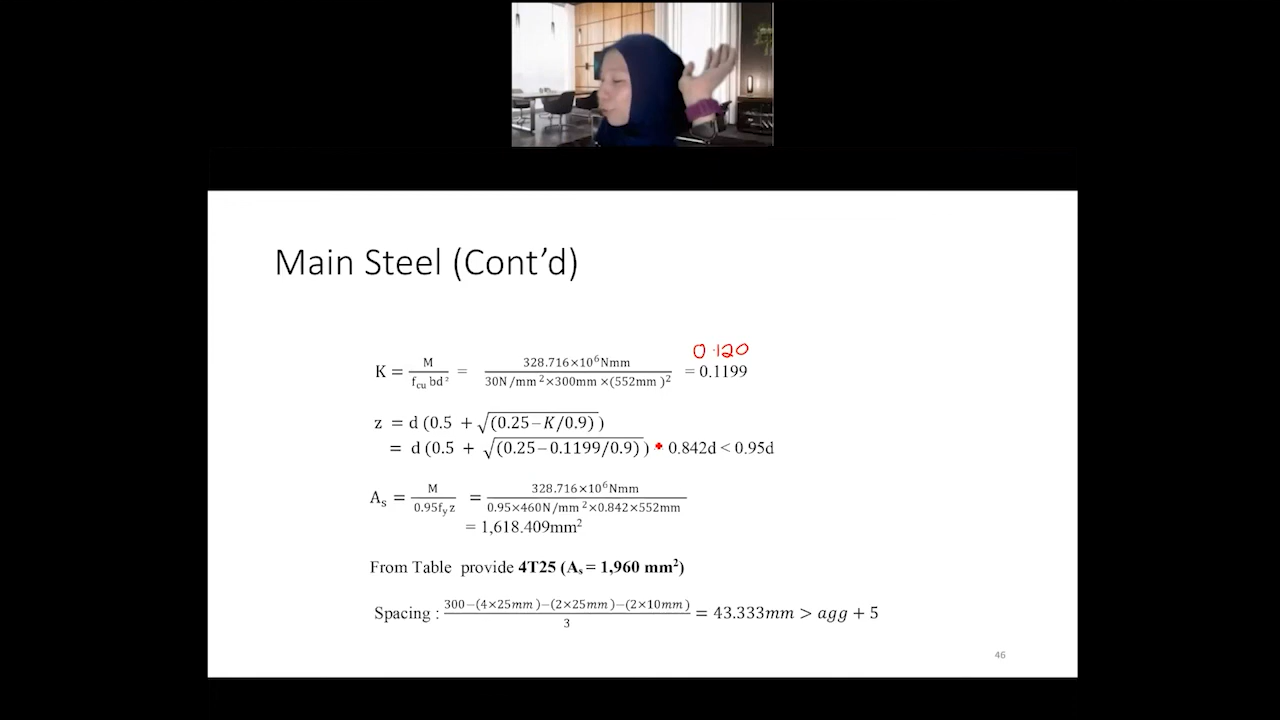 Main Steel (Cont'd)
0.120
K = M / f_cu bd² = 328.716×10⁶Nmm / 30N/mm²×300mm×(552mm)² = 0.1199
z = d (0.5 + √(0.25−K/0.9) )
= d (0.5 + √(0.25−0.1199/0.9) ) 0.842d < 0.95d
A_s = M / 0.95f_y z = 328.716×10⁶Nmm / 0.95×460N/mm²×0.842×552mm
= 1,618.409mm²
From Table provide 4T25 (A_s = 1,960 mm²)
Spacing : 300−(4×25mm)−(2×25mm)−(2×10mm) / 3 = 43.333mm > agg + 5
46